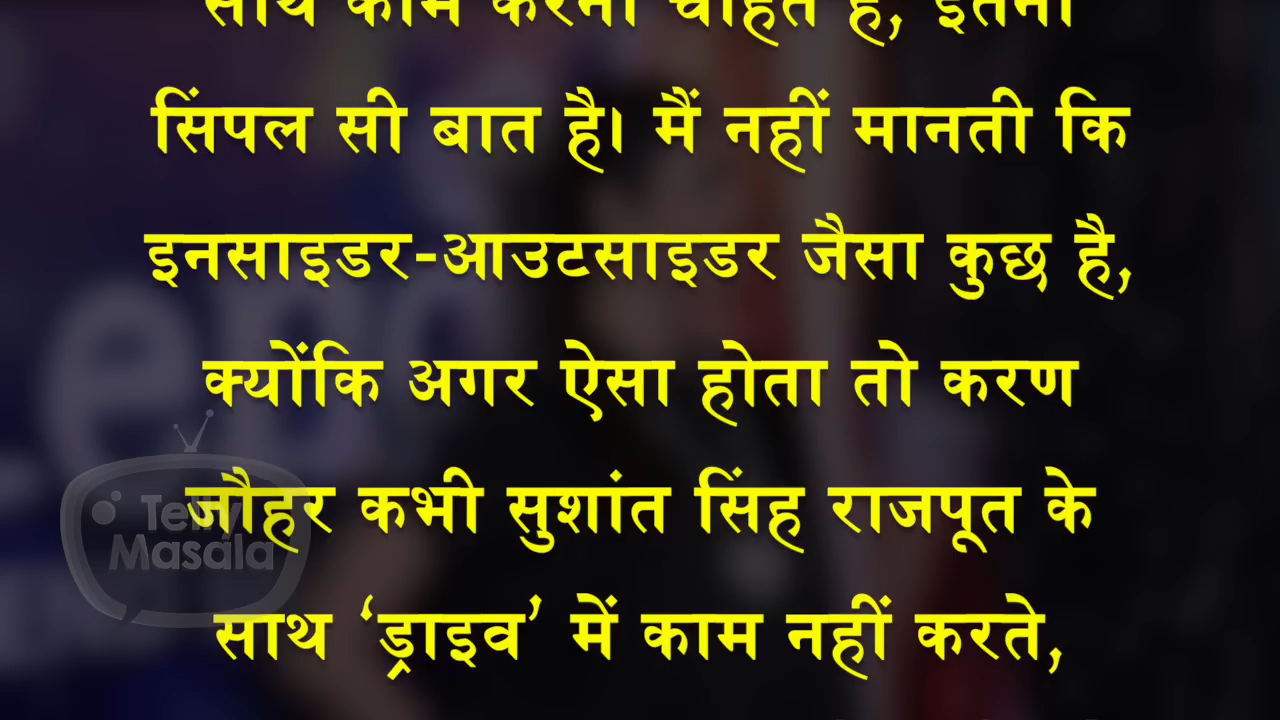 साथ काम करना चाहते हैं, इतनी
सिंपल सी बात है। मैं नहीं मानती कि
इनसाइडर-आउटसाइडर जैसा कुछ है,
क्योंकि अगर ऐसा होता तो करण
जौहर कभी सुशांत सिंह राजपूत के
साथ ‘ड्राइव’ में काम नहीं करते,
Telly
Masala